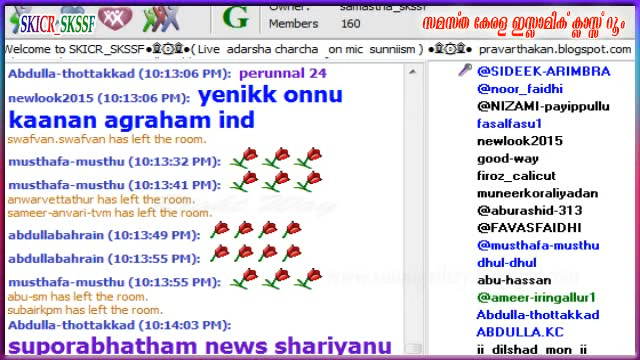 SKICR_SKSSF
Owner: samastha_skssf
Members 160
സമസ്ത കേരള ഇസ്ലാമിക് ക്ലാസ്സ് റൂം
Welcome to SKICR_SKSSF ( Live adarsha charcha on mic sunniism ) pravarthakan.blogspot.com
Abdulla-thottakkad (10:13:06 PM): perunnal 24
newlook2015 (10:13:06 PM): yenikk onnu
kaanan agraham ind
swafvan.swafvan has left the room.
musthafa-musthu (10:13:32 PM):
musthafa-musthu (10:13:41 PM):
anwarvettathur has left the room.
sameer-anvari-tvm has left the room.
abdullabahrain (10:13:49 PM):
abdullabahrain (10:13:55 PM):
musthafa-musthu (10:13:55 PM):
abu-sm has left the room.
subairkpm has left the room.
Abdulla-thottakkad (10:14:03 PM):
suporabhatham news shariyanu
@SIDEEK-ARIMBRA
@noor_faidhi
@NIZAMI-payippullu
fasalfasu1
newlook2015
good-way
firoz_calicut
muneerkoraliyadan
@aburashid-313
@FAVASFAIDHI
@musthafa-musthu
dhul-dhul
abu-hassan
@ameer-iringallur1
Abdulla-thottakkad
ABDULLA.KC
ji_dilshad_mon_ji